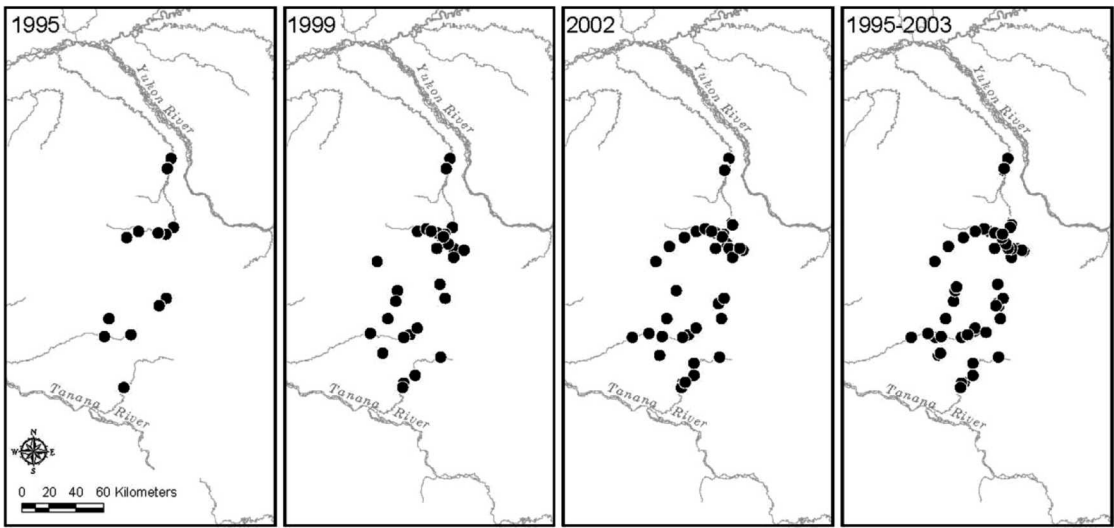 1995
1999
2002
1995-2003
Yukon River
Yukon River
Yukon River
Yukon River
Tanana River
Tanana River
Tanana River
Tanana River
N
W E
S
0 20 40 60 Kilometers